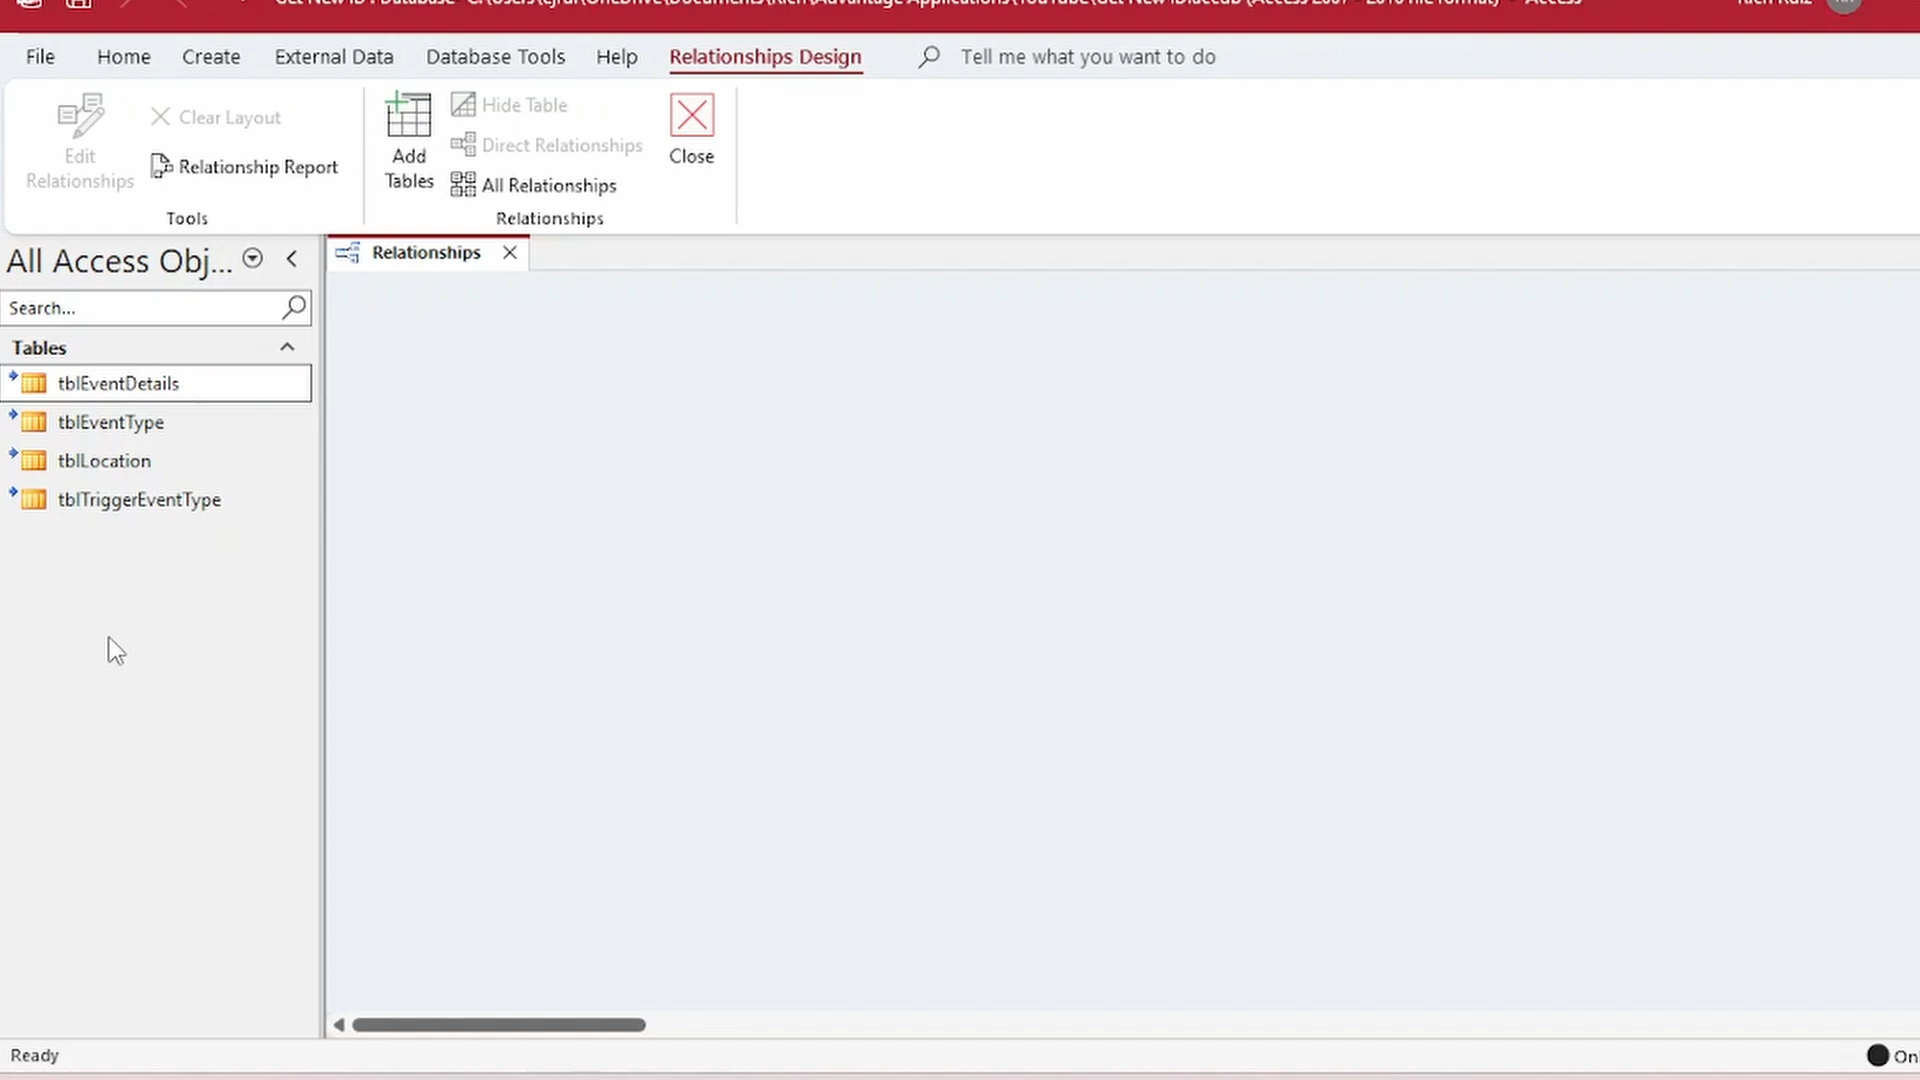 File Home Create External Data Database Tools Help Relationships Design Tell me what you want to do
Edit Relationships
Clear Layout
Relationship Report
Tools
Add Tables
Hide Table
Direct Relationships
All Relationships
Close
Relationships
All Access Obj...
Search...
Tables
tblEventDetails
tblEventType
tblLocation
tblTriggerEventType
Relationships
Ready